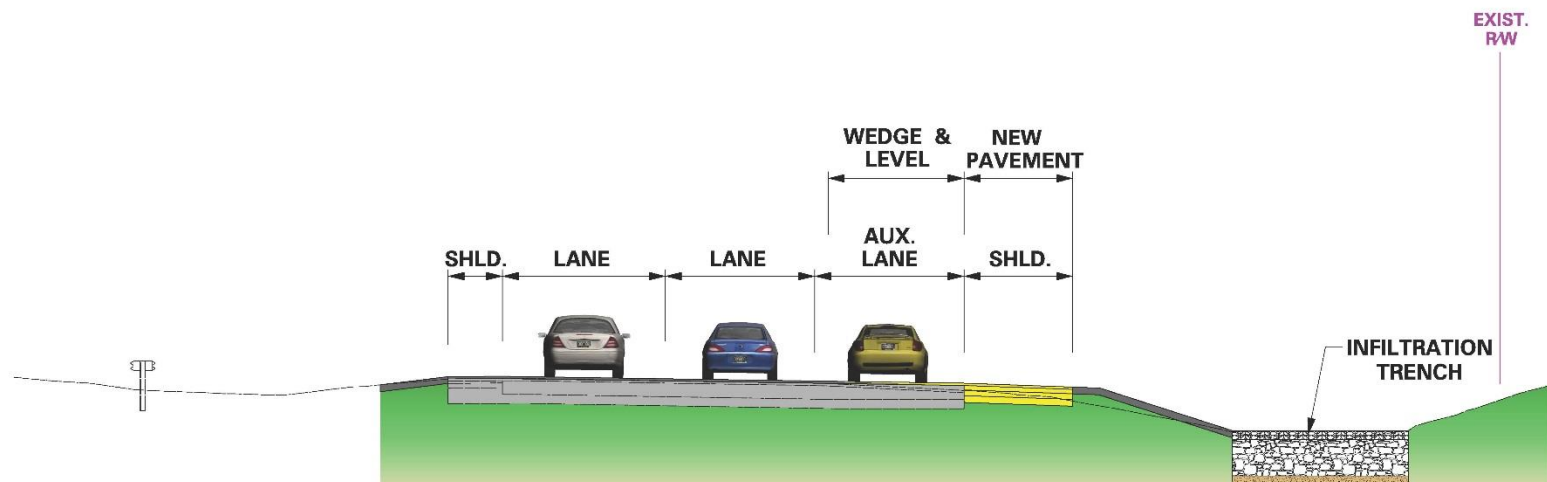 EXIST.
R/W
WEDGE &
LEVEL
NEW
PAVEMENT
SHLD.
LANE
LANE
AUX.
LANE
SHLD.
INFILTRATION
TRENCH